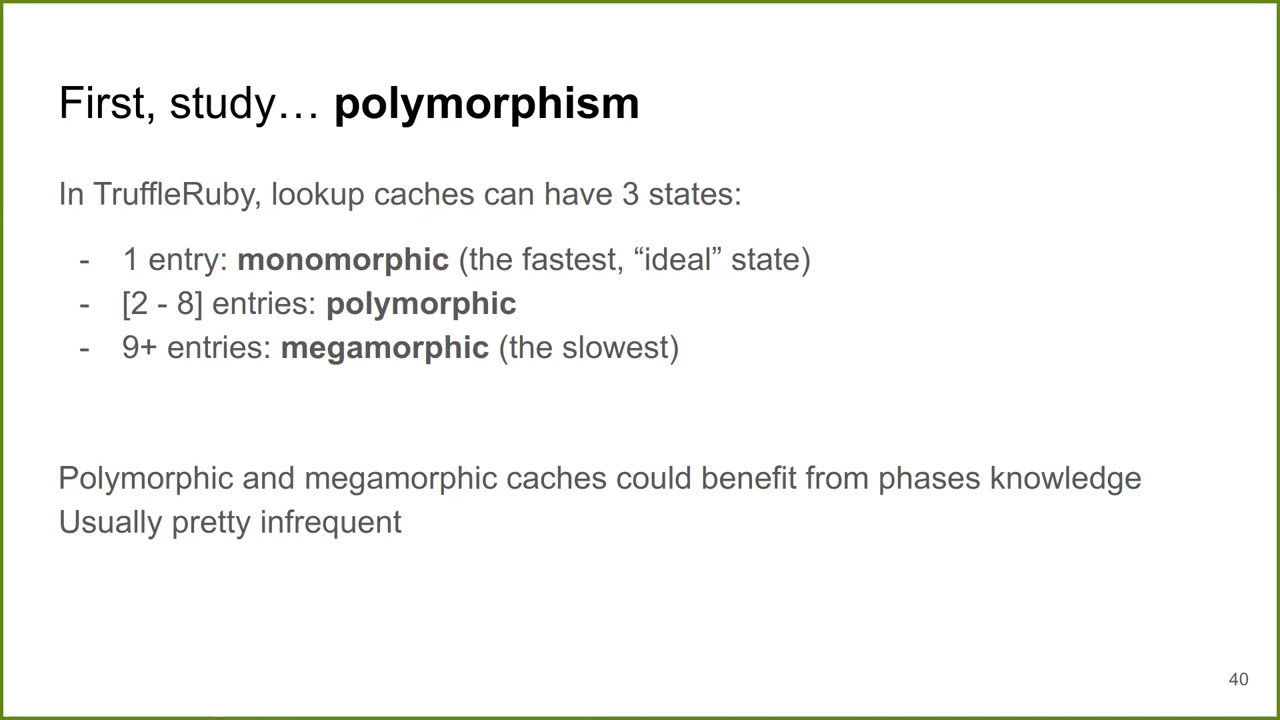 First, study… polymorphism
In TruffleRuby, lookup caches can have 3 states:
- 1 entry: monomorphic (the fastest, “ideal” state)
- [2 - 8] entries: polymorphic
- 9+ entries: megamorphic (the slowest)
Polymorphic and megamorphic caches could benefit from phases knowledge
Usually pretty infrequent
40